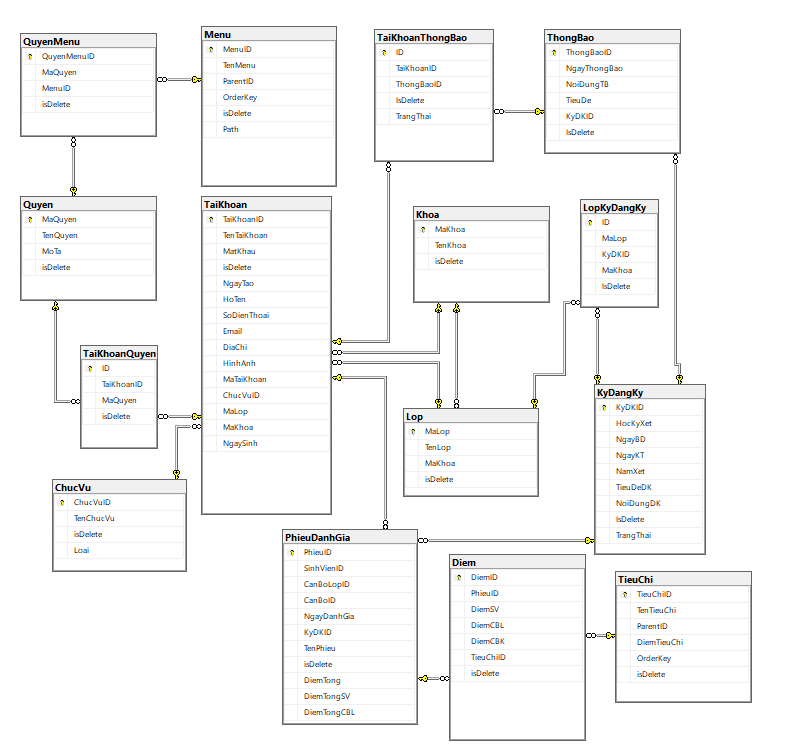 QuyenMenu
QuyenMenuID
MaQuyen
MenuID
isDelete
Menu
MenuID
TenMenu
ParentID
OrderKey
isDelete
Path
TaiKhoanThongBao
ID
TaiKhoanID
ThongBaoID
IsDelete
TrangThai
ThongBao
ThongBaoID
NgayThongBao
NoiDungTB
TieuDe
KyDKID
IsDelete
Quyen
MaQuyen
TenQuyen
MoTa
isDelete
TaiKhoan
TaiKhoanID
TenTaiKhoan
MatKhau
isDelete
NgayTao
HoTen
SoDienThoai
Email
DiaChi
HinhAnh
MaTaiKhoan
ChucVuID
MaLop
MaKhoa
NgaySinh
Khoa
MaKhoa
TenKhoa
isDelete
LopKyDangKy
ID
MaLop
KyDKID
MaKhoa
IsDelete
TaiKhoanQuyen
ID
TaiKhoanID
MaQuyen
isDelete
Lop
MaLop
TenLop
MaKhoa
isDelete
KyDangKy
KyDKID
HocKyXet
NgayBD
NgayKT
NamXet
TieuDeDK
NoiDungDK
IsDelete
TrangThai
ChucVu
ChucVuID
TenChucVu
isDelete
Loai
PhieuDanhGia
PhieuID
SinhVienID
CanBoLopID
CanBoID
NgayDanhGia
KyDKID
TenPhieu
isDelete
DiemTong
DiemTongSV
DiemTongCBL
Diem
DiemID
PhieuID
DiemSV
DiemCBL
DiemCBK
TieuChiID
isDelete
TieuChi
TieuChiID
TenTieuChi
ParentID
DiemTieuChi
OrderKey
isDelete